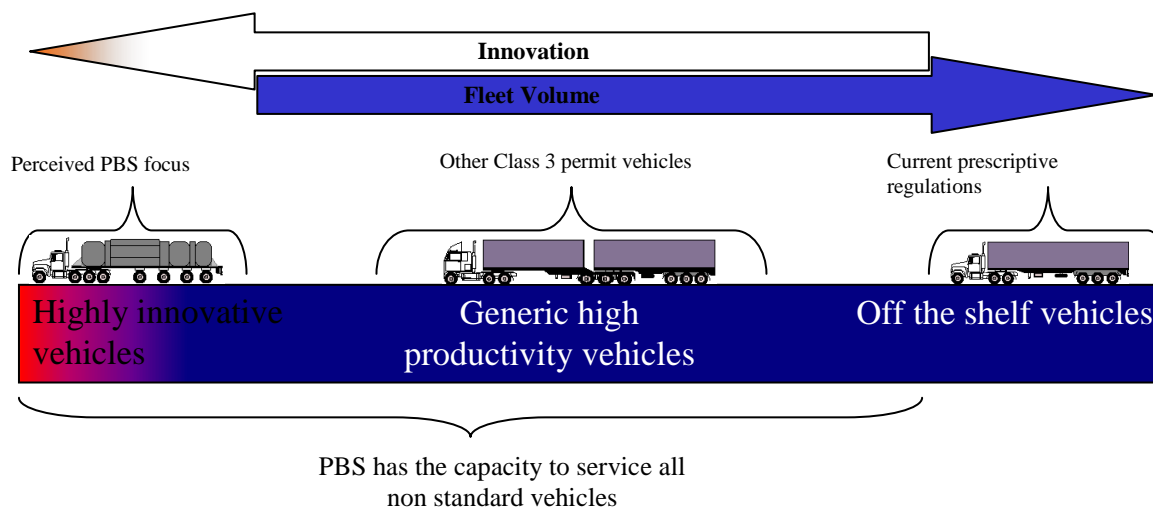 Innovation
Fleet Volume
Perceived PBS focus
Other Class 3 permit vehicles
Current prescriptive
regulations
Highly innovative
vehicles
Generic high
productivity vehicles
Off the shelf vehicles
PBS has the capacity to service all
non standard vehicles